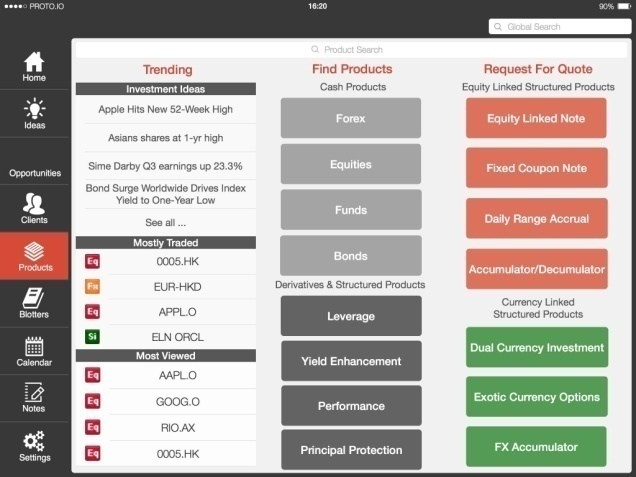 PROTO.IO
16:20
90%
Global Search
Product Search
Home
Ideas
Opportunities
Clients
Products
Blotters
Calendar
Notes
Settings
Trending
Investment Ideas
Apple Hits New 52-Week High
Asians shares at 1-yr high
Sime Darby Q3 earnings up 23.3%
Bond Surge Worldwide Drives Index
Yield to One-Year Low
See all ...
Mostly Traded
Eq 0005.HK
Fx EUR-HKD
Eq APPL.O
Si ELN ORCL
Most Viewed
Eq AAPL.O
Eq GOOG.O
Eq RIO.AX
Eq 0005.HK
Find Products
Cash Products
Forex
Equities
Funds
Bonds
Derivatives & Structured Products
Leverage
Yield Enhancement
Performance
Principal Protection
Request For Quote
Equity Linked Structured Products
Equity Linked Note
Fixed Coupon Note
Daily Range Accrual
Accumulator/Decumulator
Currency Linked
Structured Products
Dual Currency Investment
Exotic Currency Options
FX Accumulator